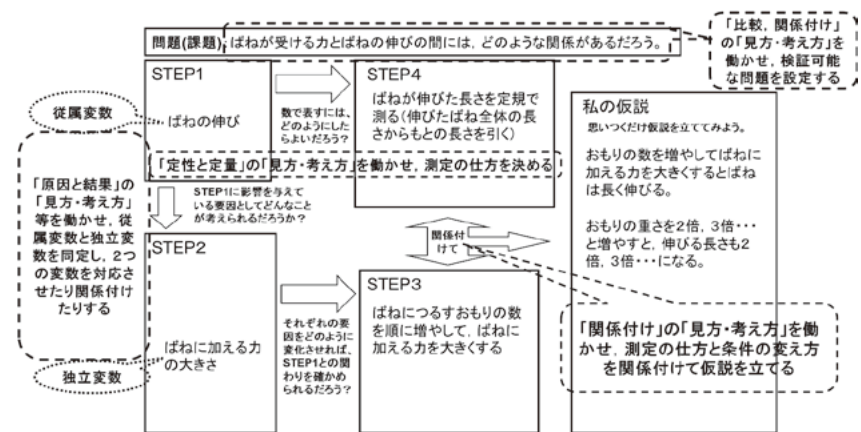 問題(課題):ばねが受ける力とばねの伸びの間には，どのような関係があるだろう。
「比較，関係付け」
の「見方・考え方」を
働かせ，検証可能
な問題を設定する
STEP1
ばねの伸び
従属変数
数で表すには，
どのようにした
らよいだろう？
STEP4
ばねが伸びた長さを定規で
測る(伸びたばね全体の長
さからもとの長さを引く)
「定性と定量」の「見方・考え方」を働かせ，測定の仕方を決める
「原因と結果」の
「見方・考え方」
等を働かせ，従
属変数と独立変
数を同定し，２つ
の変数を対応
させたり関係付け
たりする
STEP1に影響を与えて
いる要因としてどんなこと
が考えられるだろうか？
STEP2
ばねに加える力
の大きさ
独立変数
それぞれの要
因をどのように
変化させれば，
STEP1との関
わりを確かめ
られるだろう？
STEP3
ばねにつるすおもりの数
を順に増やして，ばねに
加える力を大きくする
関係付
けて
私の仮説
思いつくだけ仮説を立ててみよう。
おもりの数を増やしてばねに
加える力を大きくするとばね
は長く伸びる。
おもりの重さを２倍，３倍・・・
と増やすと，伸びる長さも２
倍，３倍・・・になる。
「関係付け」の「見方・考え方」を働
かせ，測定の仕方と条件の変え方
を関係付けて仮説を立てる